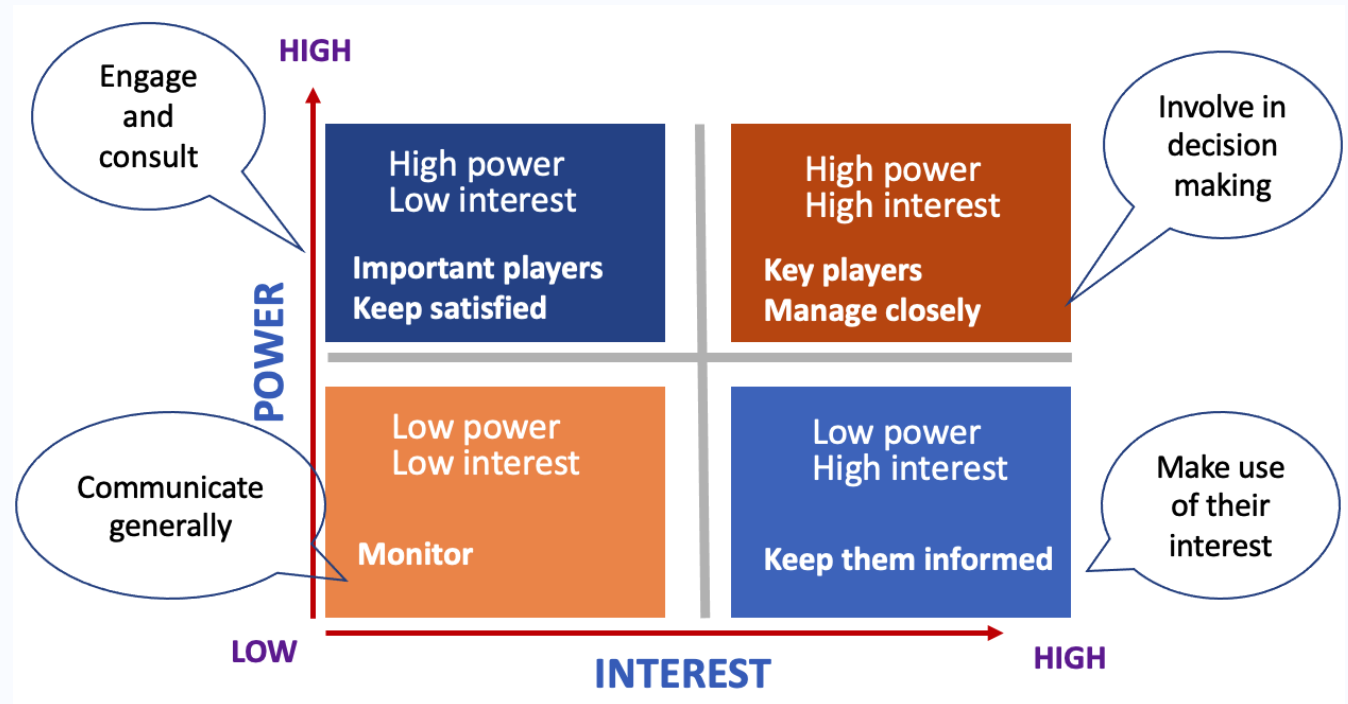 HIGH
Engage
and
consult
High power
Low interest
Important players
Keep satisfied
High power
High interest
Key players
Manage closely
Involve in
decision
making
POWER
Communicate
generally
Low power
Low interest
Monitor
Low power
High interest
Keep them informed
Make use
of their
interest
LOW
INTEREST
HIGH